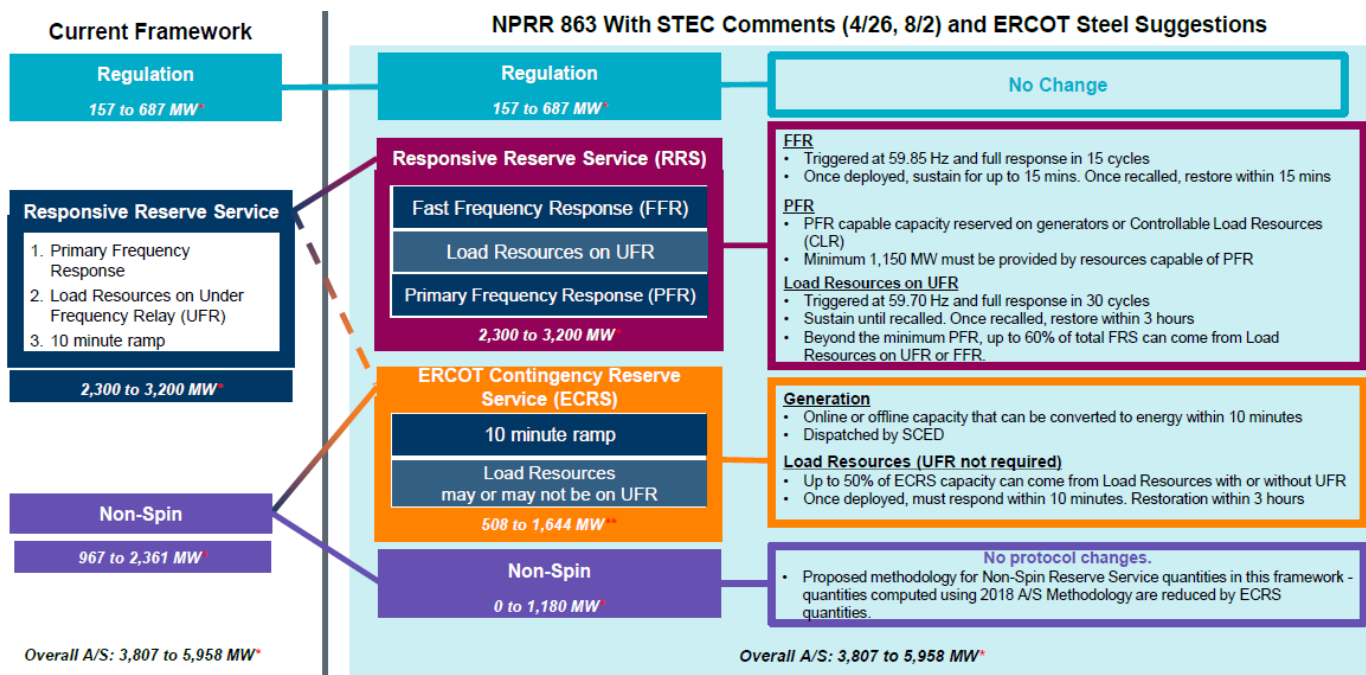 Current Framework
Regulation
157 to 687 MW*
Responsive Reserve Service
1. Primary Frequency
Response
2. Load Resources on Under
Frequency Relay (UFR)
3. 10 minute ramp
2,300 to 3,200 MW*
Non-Spin
967 to 2,361 MW*
Overall A/S: 3,807 to 5,958 MW*
NPRR 863 With STEC Comments (4/26, 8/2) and ERCOT Steel Suggestions
Regulation
157 to 687 MW*
No Change
Responsive Reserve Service (RRS)
Fast Frequency Response (FFR)
Load Resources on UFR
Primary Frequency Response (PFR)
2,300 to 3,200 MW*
FFR
• Triggered at 59.85 Hz and full response in 15 cycles
• Once deployed, sustain for up to 15 mins. Once recalled, restore within 15 mins
PFR
• PFR capable capacity reserved on generators or Controllable Load Resources
(CLR)
• Minimum 1,150 MW must be provided by resources capable of PFR
Load Resources on UFR
• Triggered at 59.70 Hz and full response in 30 cycles
• Sustain until recalled. Once recalled, restore within 3 hours
• Beyond the minimum PFR, up to 60% of total FRS can come from Load
Resources on UFR or FFR.
ERCOT Contingency Reserve
Service (ECRS)
10 minute ramp
Load Resources
may or may not be on UFR
508 to 1,644 MW**
Generation
• Online or offline capacity that can be converted to energy within 10 minutes
• Dispatched by SCED
Load Resources (UFR not required)
• Up to 50% of ECRS capacity can come from Load Resources with or without UFR
• Once deployed, must respond within 10 minutes. Restoration within 3 hours
Non-Spin
0 to 1,180 MW*
No protocol changes.
• Proposed methodology for Non-Spin Reserve Service quantities in this framework -
quantities computed using 2018 A/S Methodology are reduced by ECRS
quantities.
Overall A/S: 3,807 to 5,958 MW*